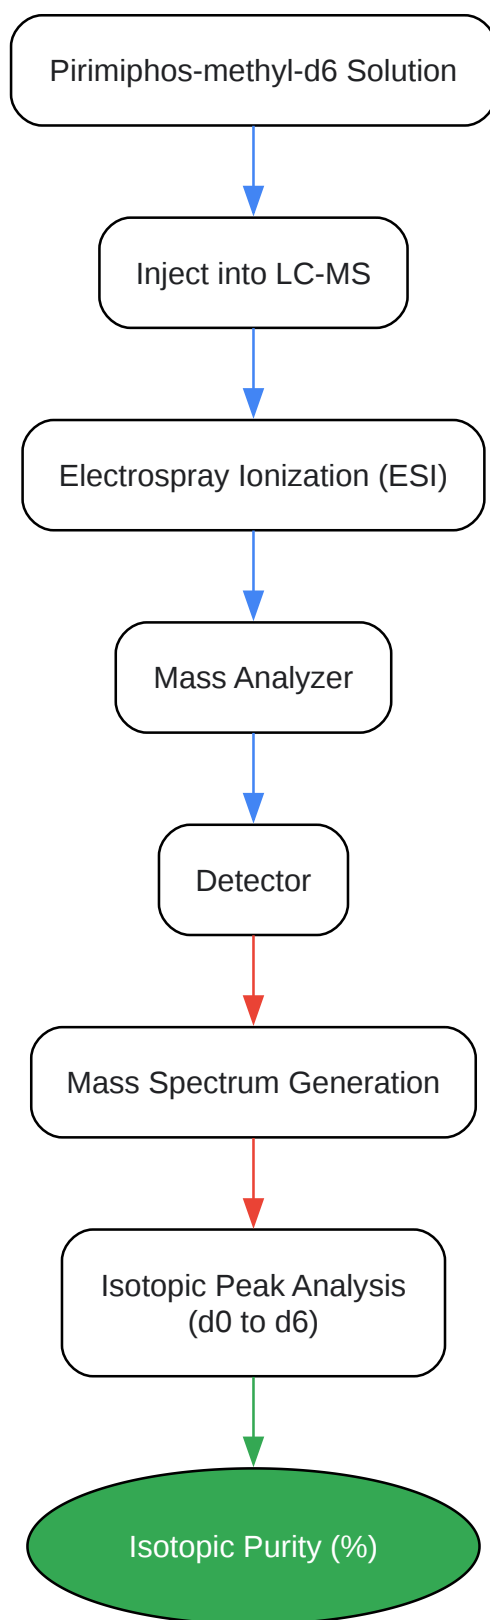 Pirimiphos-methyl-d6 Solution
Inject into LC-MS
Electrospray Ionization (ESI)
Mass Analyzer
Detector
Mass Spectrum Generation
Isotopic Peak Analysis
(d0 to d6)
Isotopic Purity (%)